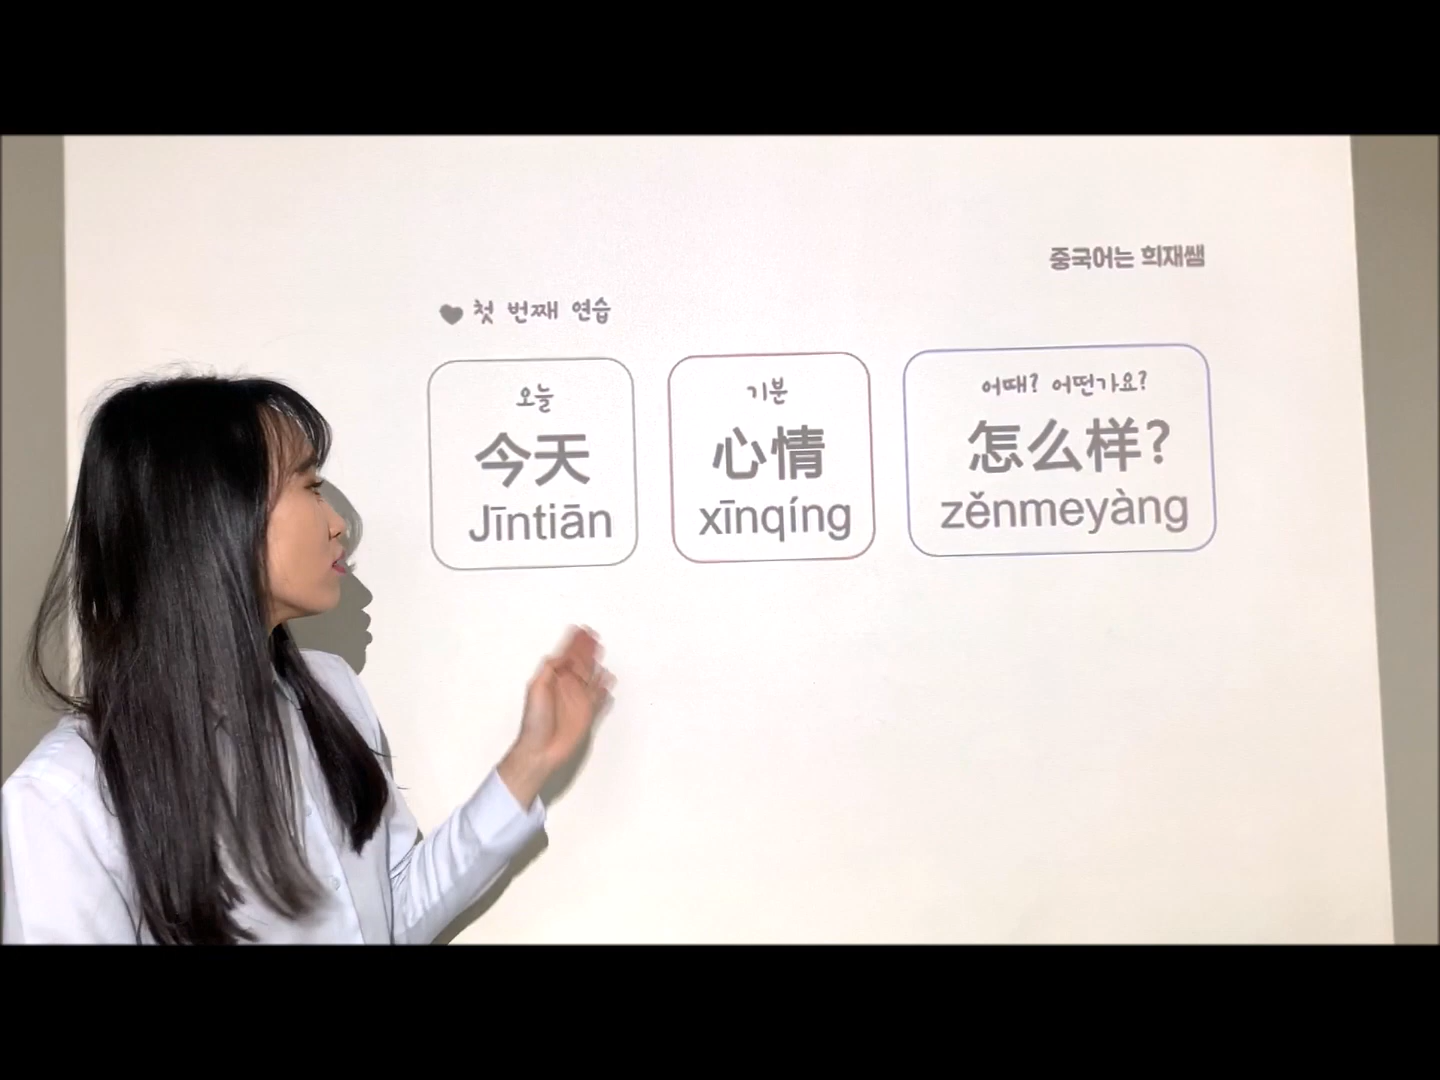 중국어는 희재쌤
♥ 첫 번째 연습
오늘
今天
Jīntiān
기분
心情
xīnqíng
어때? 어떤가요?
怎么样?
zěnmeyàng